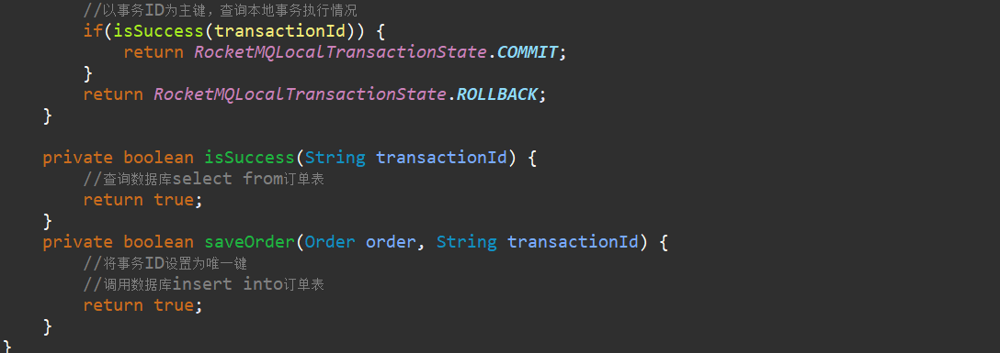 //以事务ID为主键，查询本地事务执行情况
if(isSuccess(transactionId)) {
return RocketMQLocalTransactionState.COMMIT;
}
return RocketMQLocalTransactionState.ROLLBACK;
}
private boolean isSuccess(String transactionId) {
//查询数据库select from订单表
return true;
}
private boolean saveOrder(Order order, String transactionId) {
//将事务ID设置为唯一键
//调用数据库insert into订单表
return true;
}
}